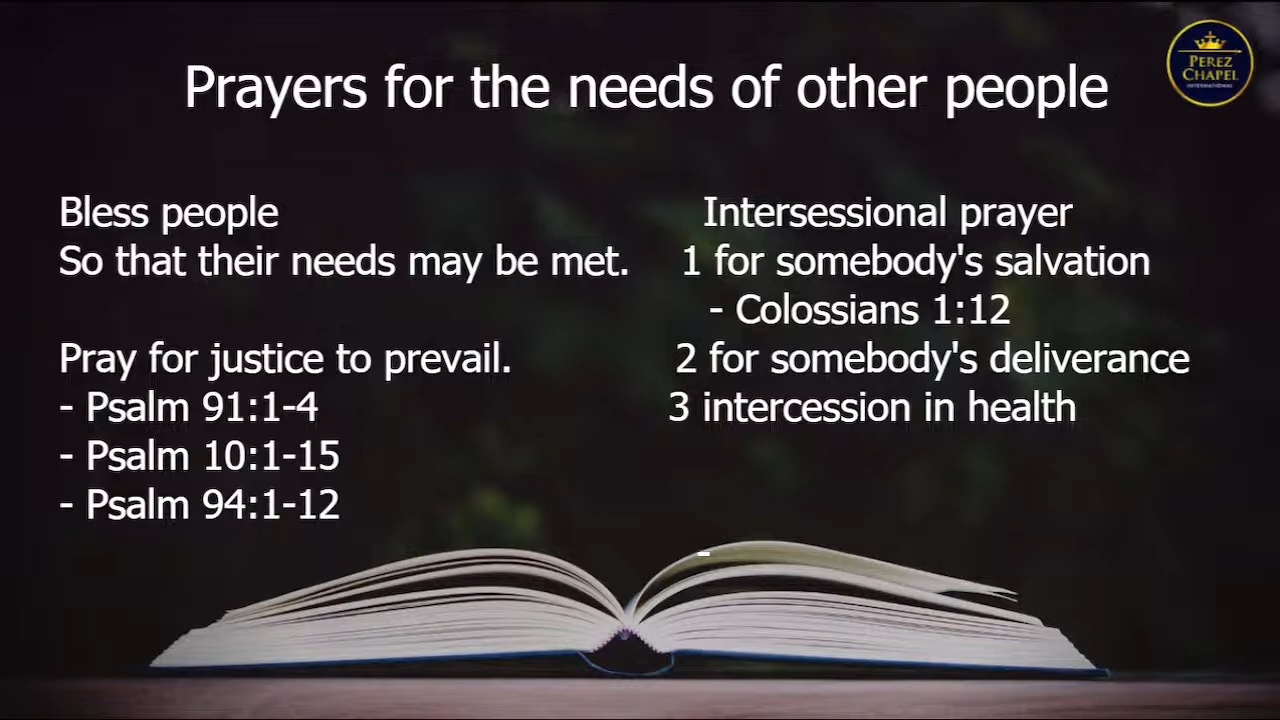 Prayers for the needs of other people
PEREZ
CHAPEL
INTERNATIONAL
Bless people
So that their needs may be met.
Pray for justice to prevail.
- Psalm 91:1-4
- Psalm 10:1-15
- Psalm 94:1-12
Intersessional prayer
1 for somebody's salvation
- Colossians 1:12
2 for somebody's deliverance
3 intercession in health
-